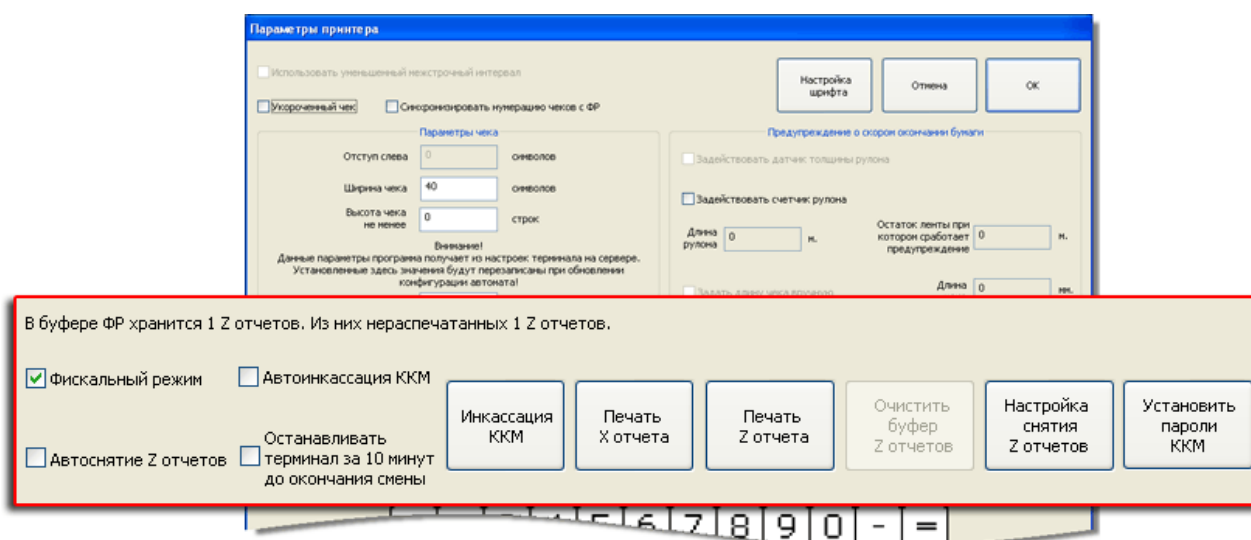 Параметры принтера
Использовать уменьшенный межстрочный интервал
Настройка
шрифта
Отмена
ОК
Укороченный чек
Синхронизировать нумерацию чеков с ФР
Параметры чека
Отступ слева 0 символов
Ширина чека 40 символов
Высота чека
не менее
0 строк
Внимание!
Данные параметры программа получает из настроек терминала на сервере.
Установленные здесь значения будут перезаписаны при обновлении
конфигурации автомата!
Предупреждение о скором окончании бумаги
Задействовать датчик толщины рулона
Задействовать счетчик рулона
Длина
рулона
0 м.
Остаток ленты при
котором сработает
предупреждение
0 м.
Задать длину чека вручную
Длина
0 мм.
В буфере ФР хранится 1 Z отчетов. Из них нераспечатанных 1 Z отчетов.
Фискальный режим
Автоинкассация ККМ
Автоснятие Z отчетов
Останавливать
терминал за 10 минут
до окончания смены
Инкассация
ККМ
Печать
X отчета
Печать
Z отчета
Очистить
буфер
Z отчетов
Настройка
снятия
Z отчетов
Установить
пароли
ККМ
5 6 7 8 9 0 - =